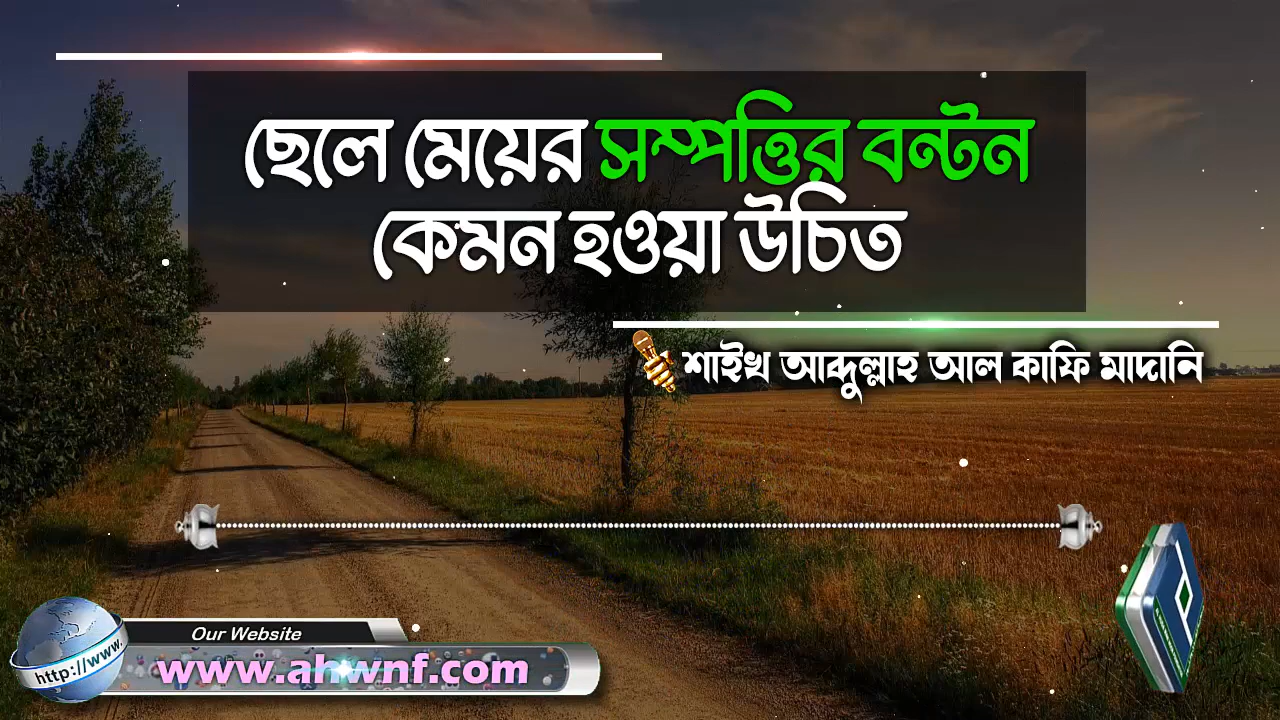 ছেলে মেয়ের সম্পত্তির বন্টন
কেমন হওয়া উচিত
শাইখ আব্দুল্লাহ আল কাফি মাদানি
Our Website
http://www.
www.ahwnf.com